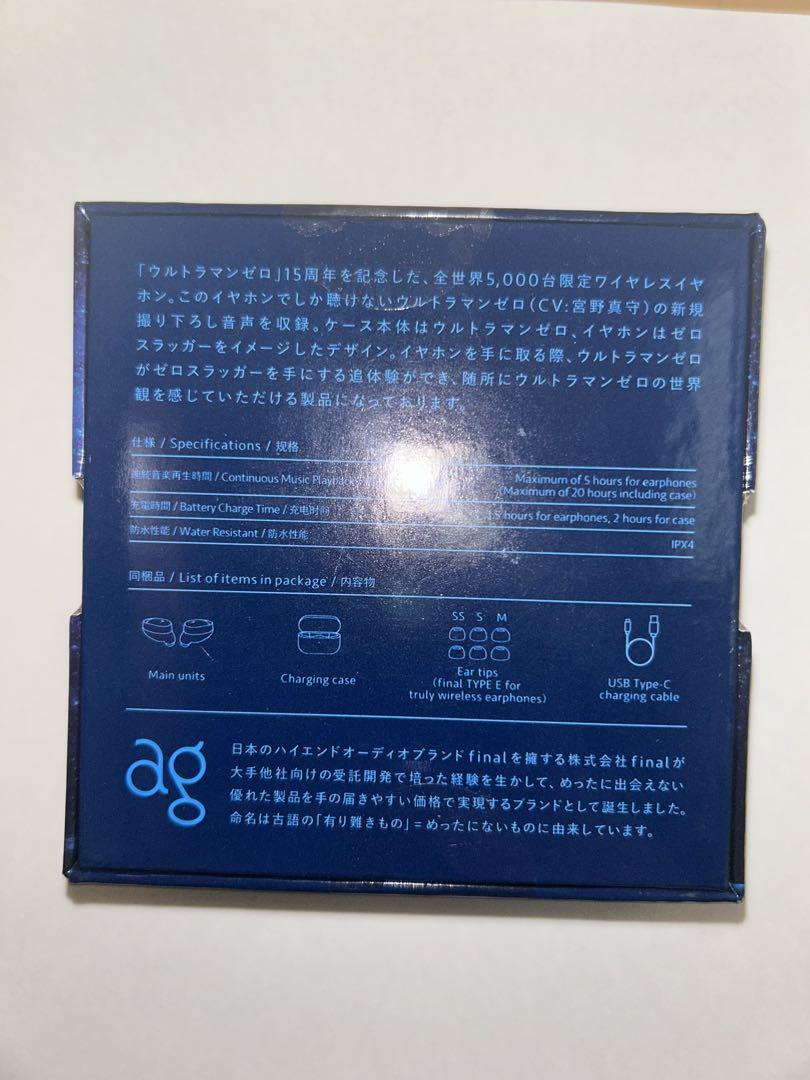 「ウルトラマンゼロ」15周年を記念した、全世界5,000台限定ワイヤレスイヤ
ホン。このイヤホンでしか聴けないウルトラマンゼロ(CV:宮野真守)の新規
撮り下ろし音声を収録。ケース本体はウルトラマンゼロ、イヤホンはゼロ
スラッガーをイメージしたデザイン。イヤホンを手に取る際、ウルトラマンゼロ
がゼロスラッガーを手にする追体験ができ、随所にウルトラマンゼロの世界
観を感じていただける製品になっております。
仕様 / Specifications / 规格
連続音楽再生時間 / Continuous Music Playback Maximum of 5 hours for earphones
(Maximum of 20 hours including case)
充電時間 / Battery Charge Time / 充电时间 5 hours for earphones, 2 hours for case
防水性能 / Water Resistant / 防水性能 IPX4
同梱品 / List of items in package / 内容物
SS S M
Main units
Charging case
Ear tips
(final TYPE E for
truly wireless earphones)
USB Type-C
charging cable
ag
日本のハイエンドオーディオブランドfinalを擁する株式会社finalが
大手他社向けの受託開発で培った経験を生かして、めったに出会えない
優れた製品を手の届きやすい価格で実現するブランドとして誕生しました。
命名は古語の「有り難きもの」=めったにないものに由来しています。